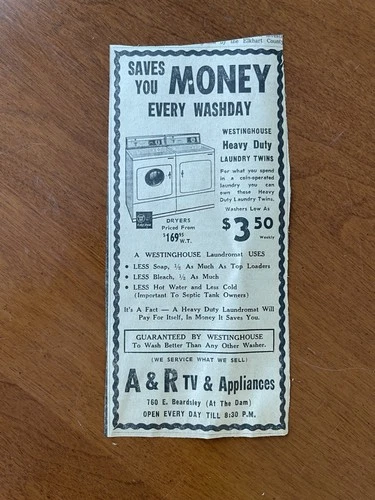 by the Elkhart
SAVES YOU MONEY
EVERY WASHDAY
WESTINGHOUSE
Heavy Duty
LAUNDRY TWINS
For what you spend
in a coin-operated
laundry you can
own these Heavy
Duty Laundry Twins.
Washers Low As
$3.50
Weekly
DRYERS
Priced From
$169.95
W.T.
A WESTINGHOUSE Laundromat USES
• LESS Soap, ½ As Much As Top Loaders
• LESS Bleach, ½ As Much
• LESS Hot Water and Less Cold
(Important To Septic Tank Owners)
It's A Fact — A Heavy Duty Laundromat Will
Pay For Itself, In Money It Saves You.
GUARANTEED BY WESTINGHOUSE
To Wash Better Than Any Other Washer.
(WE SERVICE WHAT WE SELL)
A & R TV & Appliances
760 E. Beardsley (At The Dam)
OPEN EVERY DAY TILL 8:30 P.M.